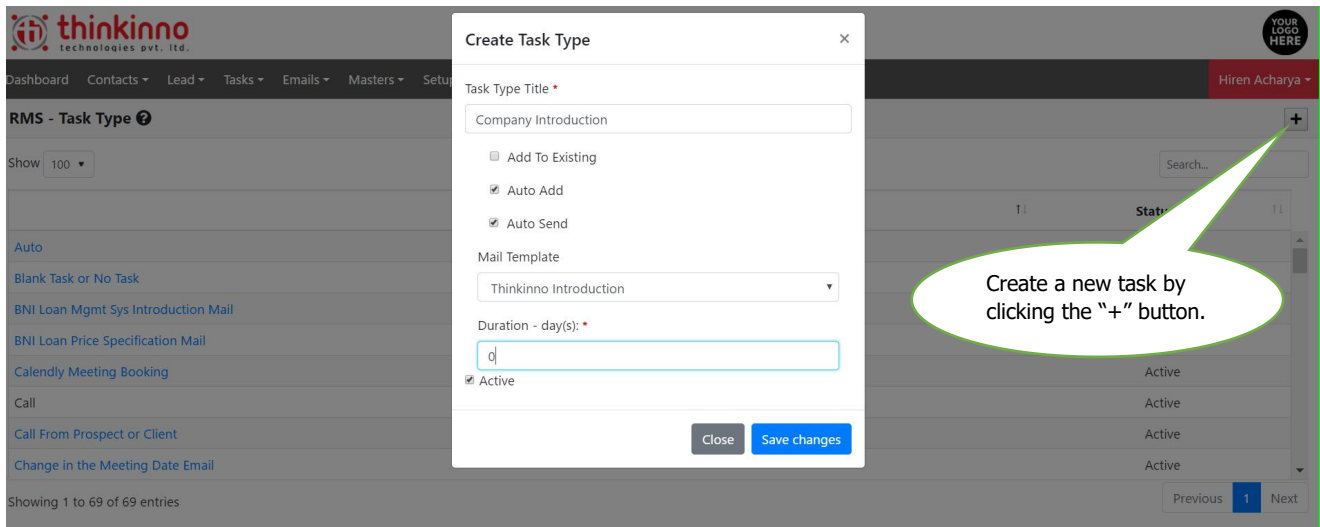 thinkinno
technologies pvt. ltd.
YOUR
LOGO
HERE
Dashboard Contacts Lead Tasks Emails Masters Setup Hiren Acharya
RMS - Task Type ?
+
Show 100
Search...
Status
Auto
Blank Task or No Task
BNI Loan Mgmt Sys Introduction Mail
BNI Loan Price Specification Mail
Calendly Meeting Booking Active
Call Active
Call From Prospect or Client Active
Change in the Meeting Date Email Active
Showing 1 to 69 of 69 entries
Previous 1 Next
Create Task Type ×
Task Type Title *
Company Introduction
Add To Existing
Auto Add
Auto Send
Mail Template
Thinkinno Introduction
Duration - day(s): *
0
Active
Close Save changes
Create a new task by
clicking the “+” button.